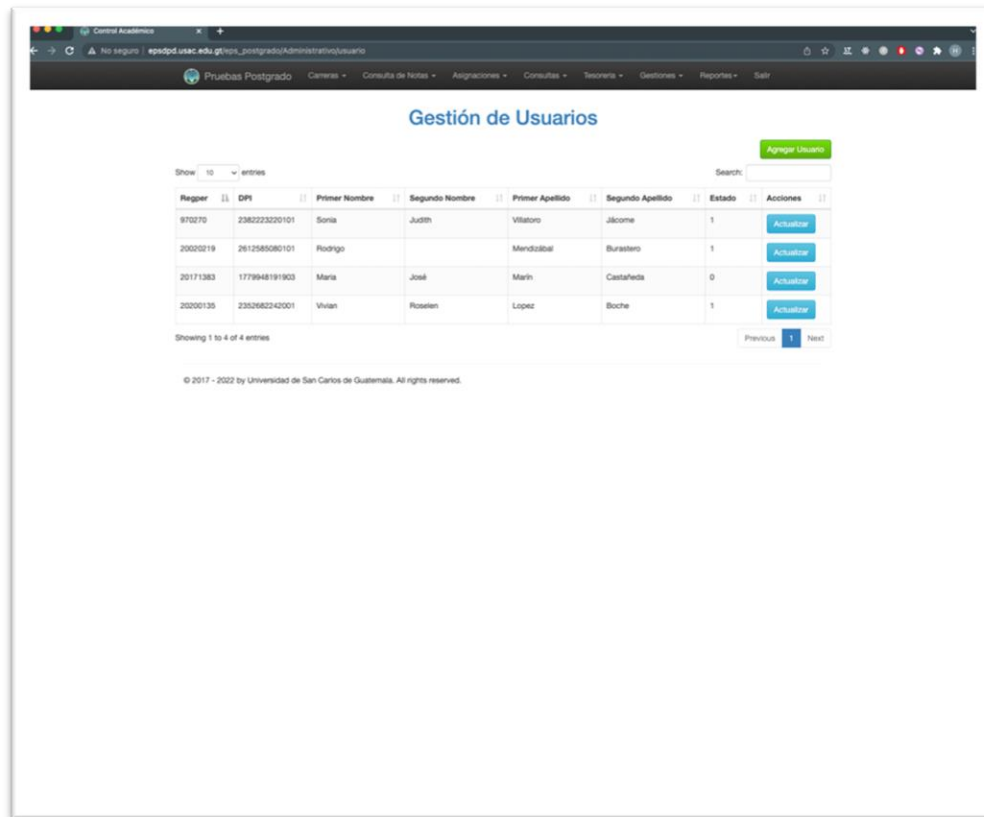 Control Académico
No seguro | epsdpd.usac.edu.gt/eps_postgrado/Administrativo/usuario
Pruebas Postgrado Carreras Consulta de Notas Asignaciones Consultas Tesoreria Gestiones Reportes Salir
Gestión de Usuarios
Agregar Usuario
Show 10 entries Search:
Regper DPI Primer Nombre Segundo Nombre Primer Apellido Segundo Apellido Estado Acciones
970270 2382223220101 Sonia Judith Villatoro Jácome 1 Actualizar
20020219 2612585080101 Rodrigo Mendizábal Burastero 1 Actualizar
20171383 1779948191903 Maria José Marín Castañeda 0 Actualizar
20200135 2352682242001 Vivian Roselen Lopez Boche 1 Actualizar
Showing 1 to 4 of 4 entries Previous 1 Next
© 2017 - 2022 by Universidad de San Carlos de Guatemala. All rights reserved.